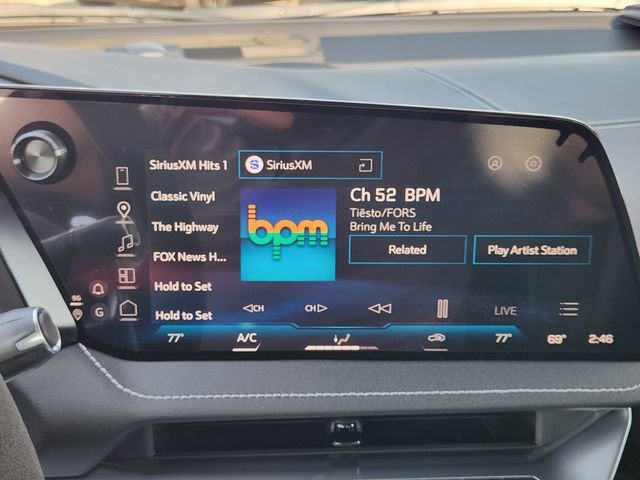 SiriusXM Hits 1
Classic Vinyl
The Highway
FOX News H...
Hold to Set
Hold to Set
S SiriusXM
bpm
Ch 52 BPM
Tiësto/FORS
Bring Me To Life
Related
Play Artist Station
CH
CH
LIVE
5G
G
77°
A/C
77°
69°
2:46